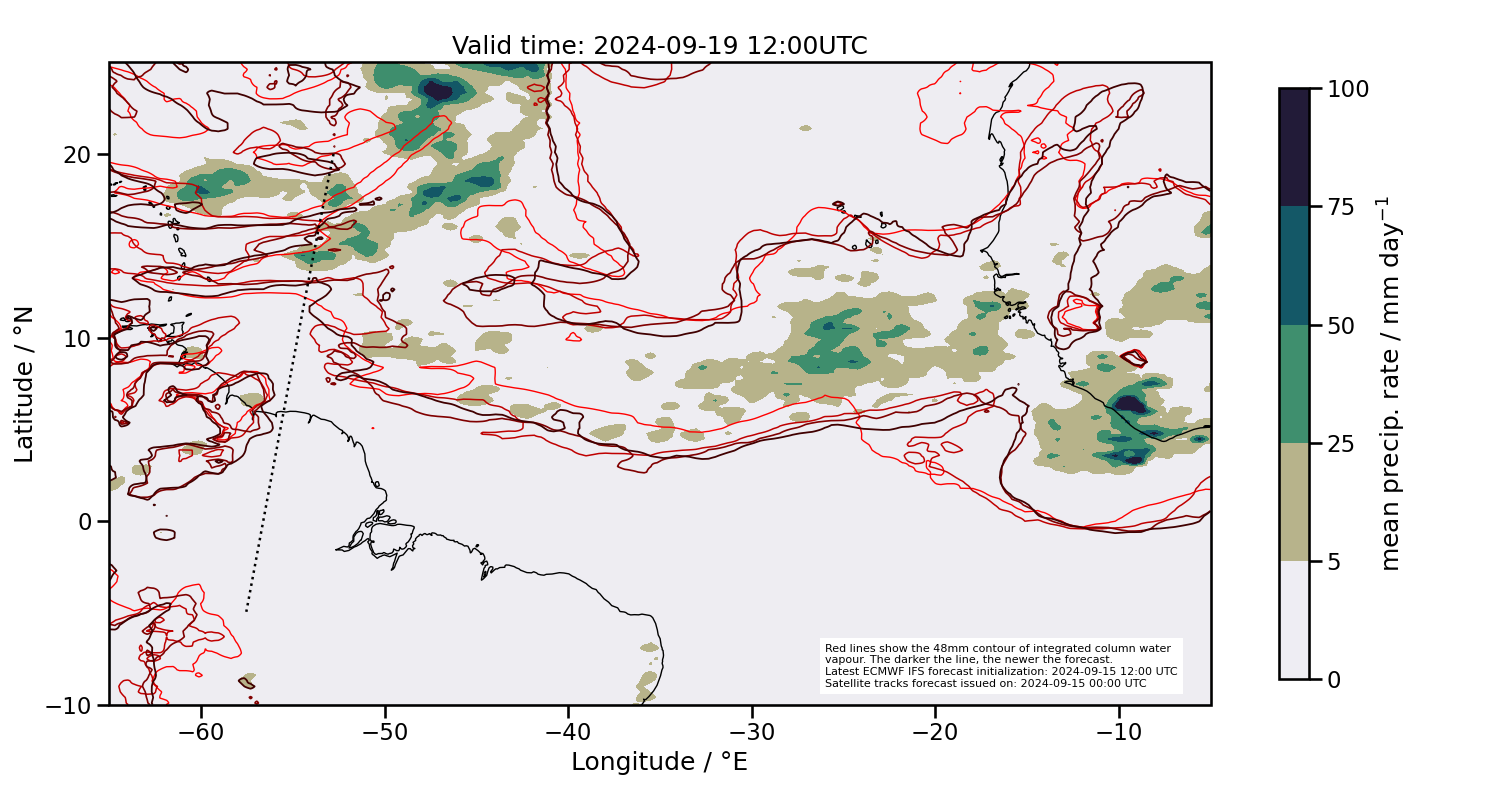 Valid time: 2024-09-19 12:00UTC
20
10
0
−10
Latitude / °N
−60
−50
−40
−30
−20
−10
Longitude / °E
Red lines show the 48mm contour of integrated column water
vapour. The darker the line, the newer the forecast.
Latest ECMWF IFS forecast initialization: 2024-09-15 12:00 UTC
Satellite tracks forecast issued on: 2024-09-15 00:00 UTC
100
75
50
25
5
0
mean precip. rate / mm day⁻¹